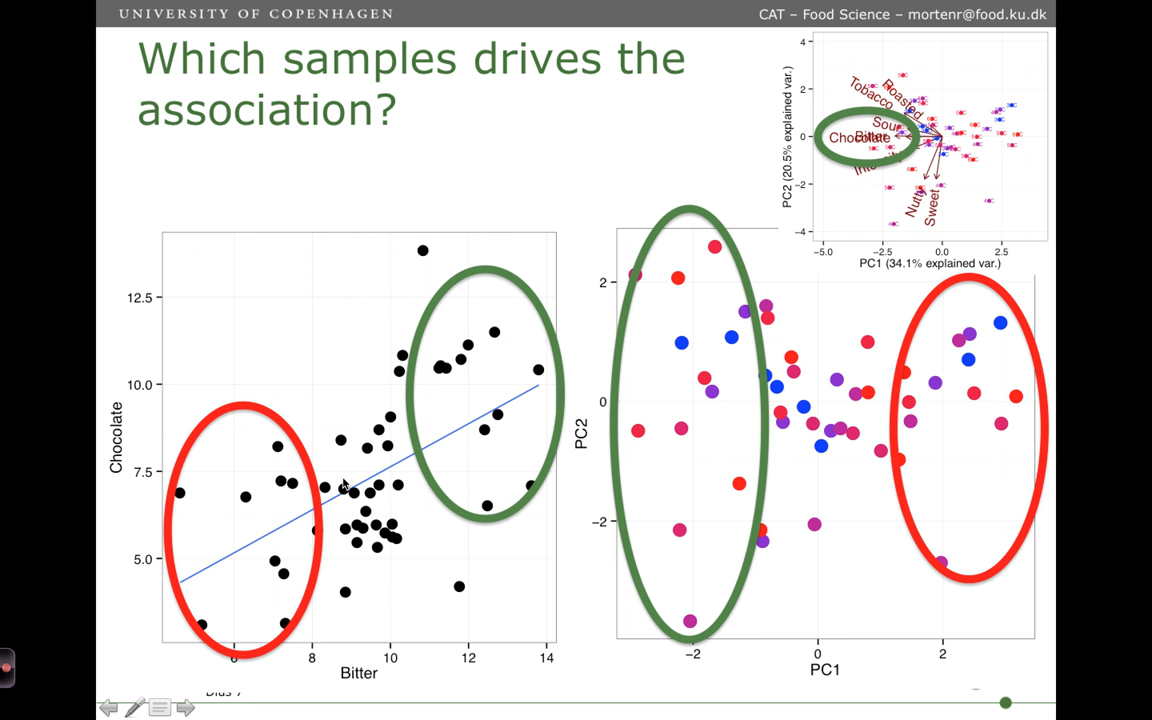 UNIVERSITY OF COPENHAGEN
CAT – Food Science – mortenr@food.ku.dk
Which samples drives the
association?
4
2
0
−2
−4
PC2 (20.5% explained var.)
Roasted
Tobacco
Sour
Chocolate
Bitter
Nutty
Sweet
−5.0 −2.5 0.0 2.5
PC1 (34.1% explained var.)
12.5
10.0
7.5
5.0
Chocolate
6 8 10 12 14
Bitter
2
0
−2
PC2
−2 0 2
PC1